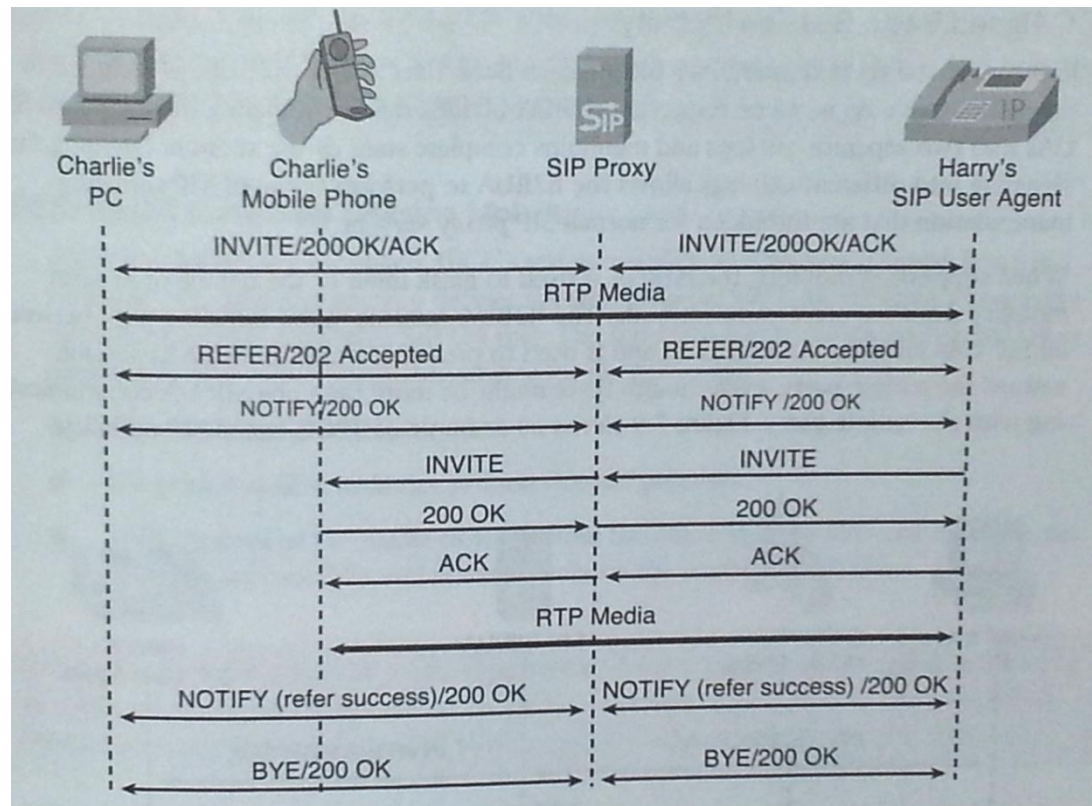 SIP
IP
Charlie's
PC
Charlie's
Mobile Phone
SIP Proxy
Harry's
SIP User Agent
INVITE/200OK/ACK
INVITE/200OK/ACK
RTP Media
REFER/202 Accepted
REFER/202 Accepted
NOTIFY/200 OK
NOTIFY /200 OK
INVITE
INVITE
200 OK
200 OK
ACK
ACK
RTP Media
NOTIFY (refer success)/200 OK
NOTIFY (refer success) /200 OK
BYE/200 OK
BYE/200 OK